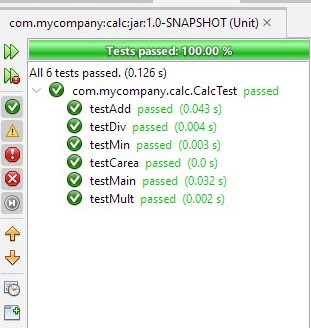 com.mycompany:calc:jar:1.0-SNAPSHOT (Unit) ×
Tests passed: 100.00 %
All 6 tests passed. (0.126 s)
com.mycompany.calc.CalcTest passed
testAdd passed (0.043 s)
testDiv passed (0.004 s)
testMin passed (0.003 s)
testCarea passed (0.0 s)
testMain passed (0.032 s)
testMult passed (0.002 s)